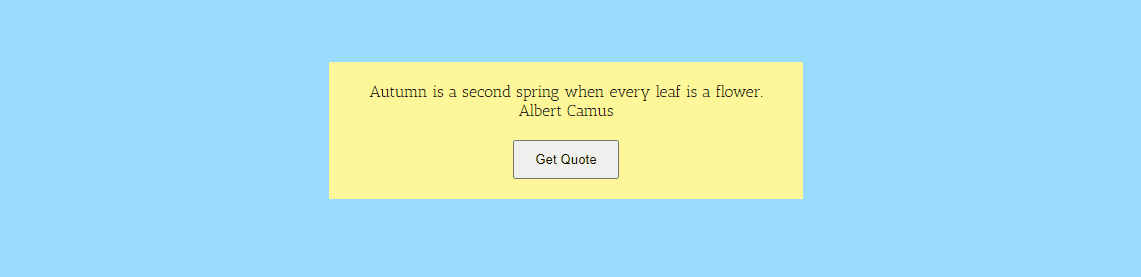 Autumn is a second spring when every leaf is a flower.
Albert Camus
Get Quote